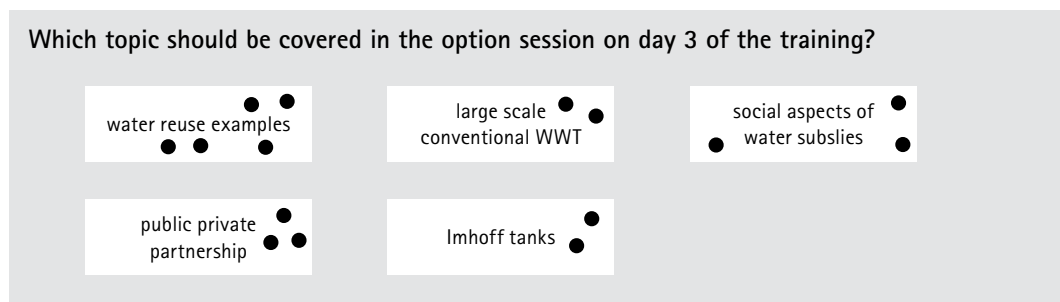 Which topic should be covered in the option session on day 3 of the training?
water reuse examples
large scale
conventional WWT
social aspects of
water subslies
public private
partnership
Imhoff tanks